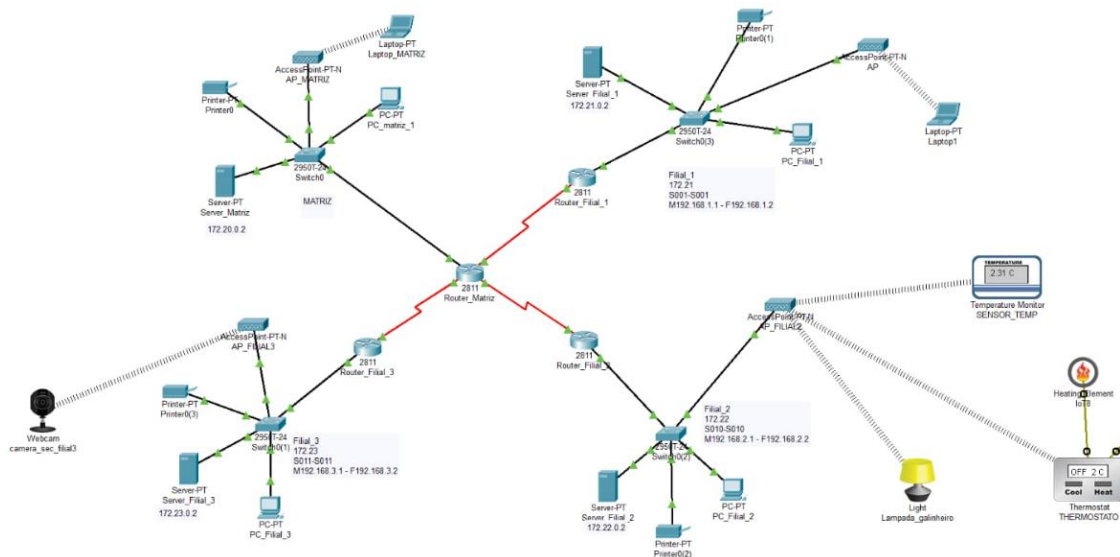 Laptop-PT
Laptop_MATRIZ
AccessPoint-PT-N
AP_MATRIZ
Printer-PT
Printer0
PC-PT
PC_matriz_1
2950T-24
Switch0
Server-PT
Server_Matriz
172.20.0.2
MATRIZ
Printer-PT
Printer0(1)
AccessPoint-PT-N
AP
Server-PT
Server_Filial_1
172.21.0.2
2950T-24
Switch0(3)
PC-PT
PC_Filial_1
Laptop-PT
Laptop1
2811
Router_Filial_1
Filial_1
172.21
S001-S001
M192.168.1.1 - F192.168.1.2
2811
Router_Matriz
TEMPERATURE
2.31 C
Temperature Monitor
SENSOR_TEMP
AccessPoint-PT-N
AP_FILIAL2
2811
Router_Filial_2
2811
Router_Filial_3
AccessPoint-PT-N
AP_FILIAL3
Webcam
camera_sec_filial3
Printer-PT
Printer0(3)
2950T-24
Switch0(1)
Filial_3
172.23
S011-S011
M192.168.3.1 - F192.168.3.2
Server-PT
Server_Filial_3
172.23.0.2
PC-PT
PC_Filial_3
Filial_2
172.22
S010-S010
M192.168.2.1 - F192.168.2.2
2950T-24
Switch0(2)
Server-PT
Server_Filial_2
172.22.0.2
PC-PT
PC_Filial_2
Printer-PT
Printer0(2)
Light
Lampada_galinheiro
Heating Element
IoT8
OFF 2 C
Cool Heat
Thermostat
THERMOSTATO